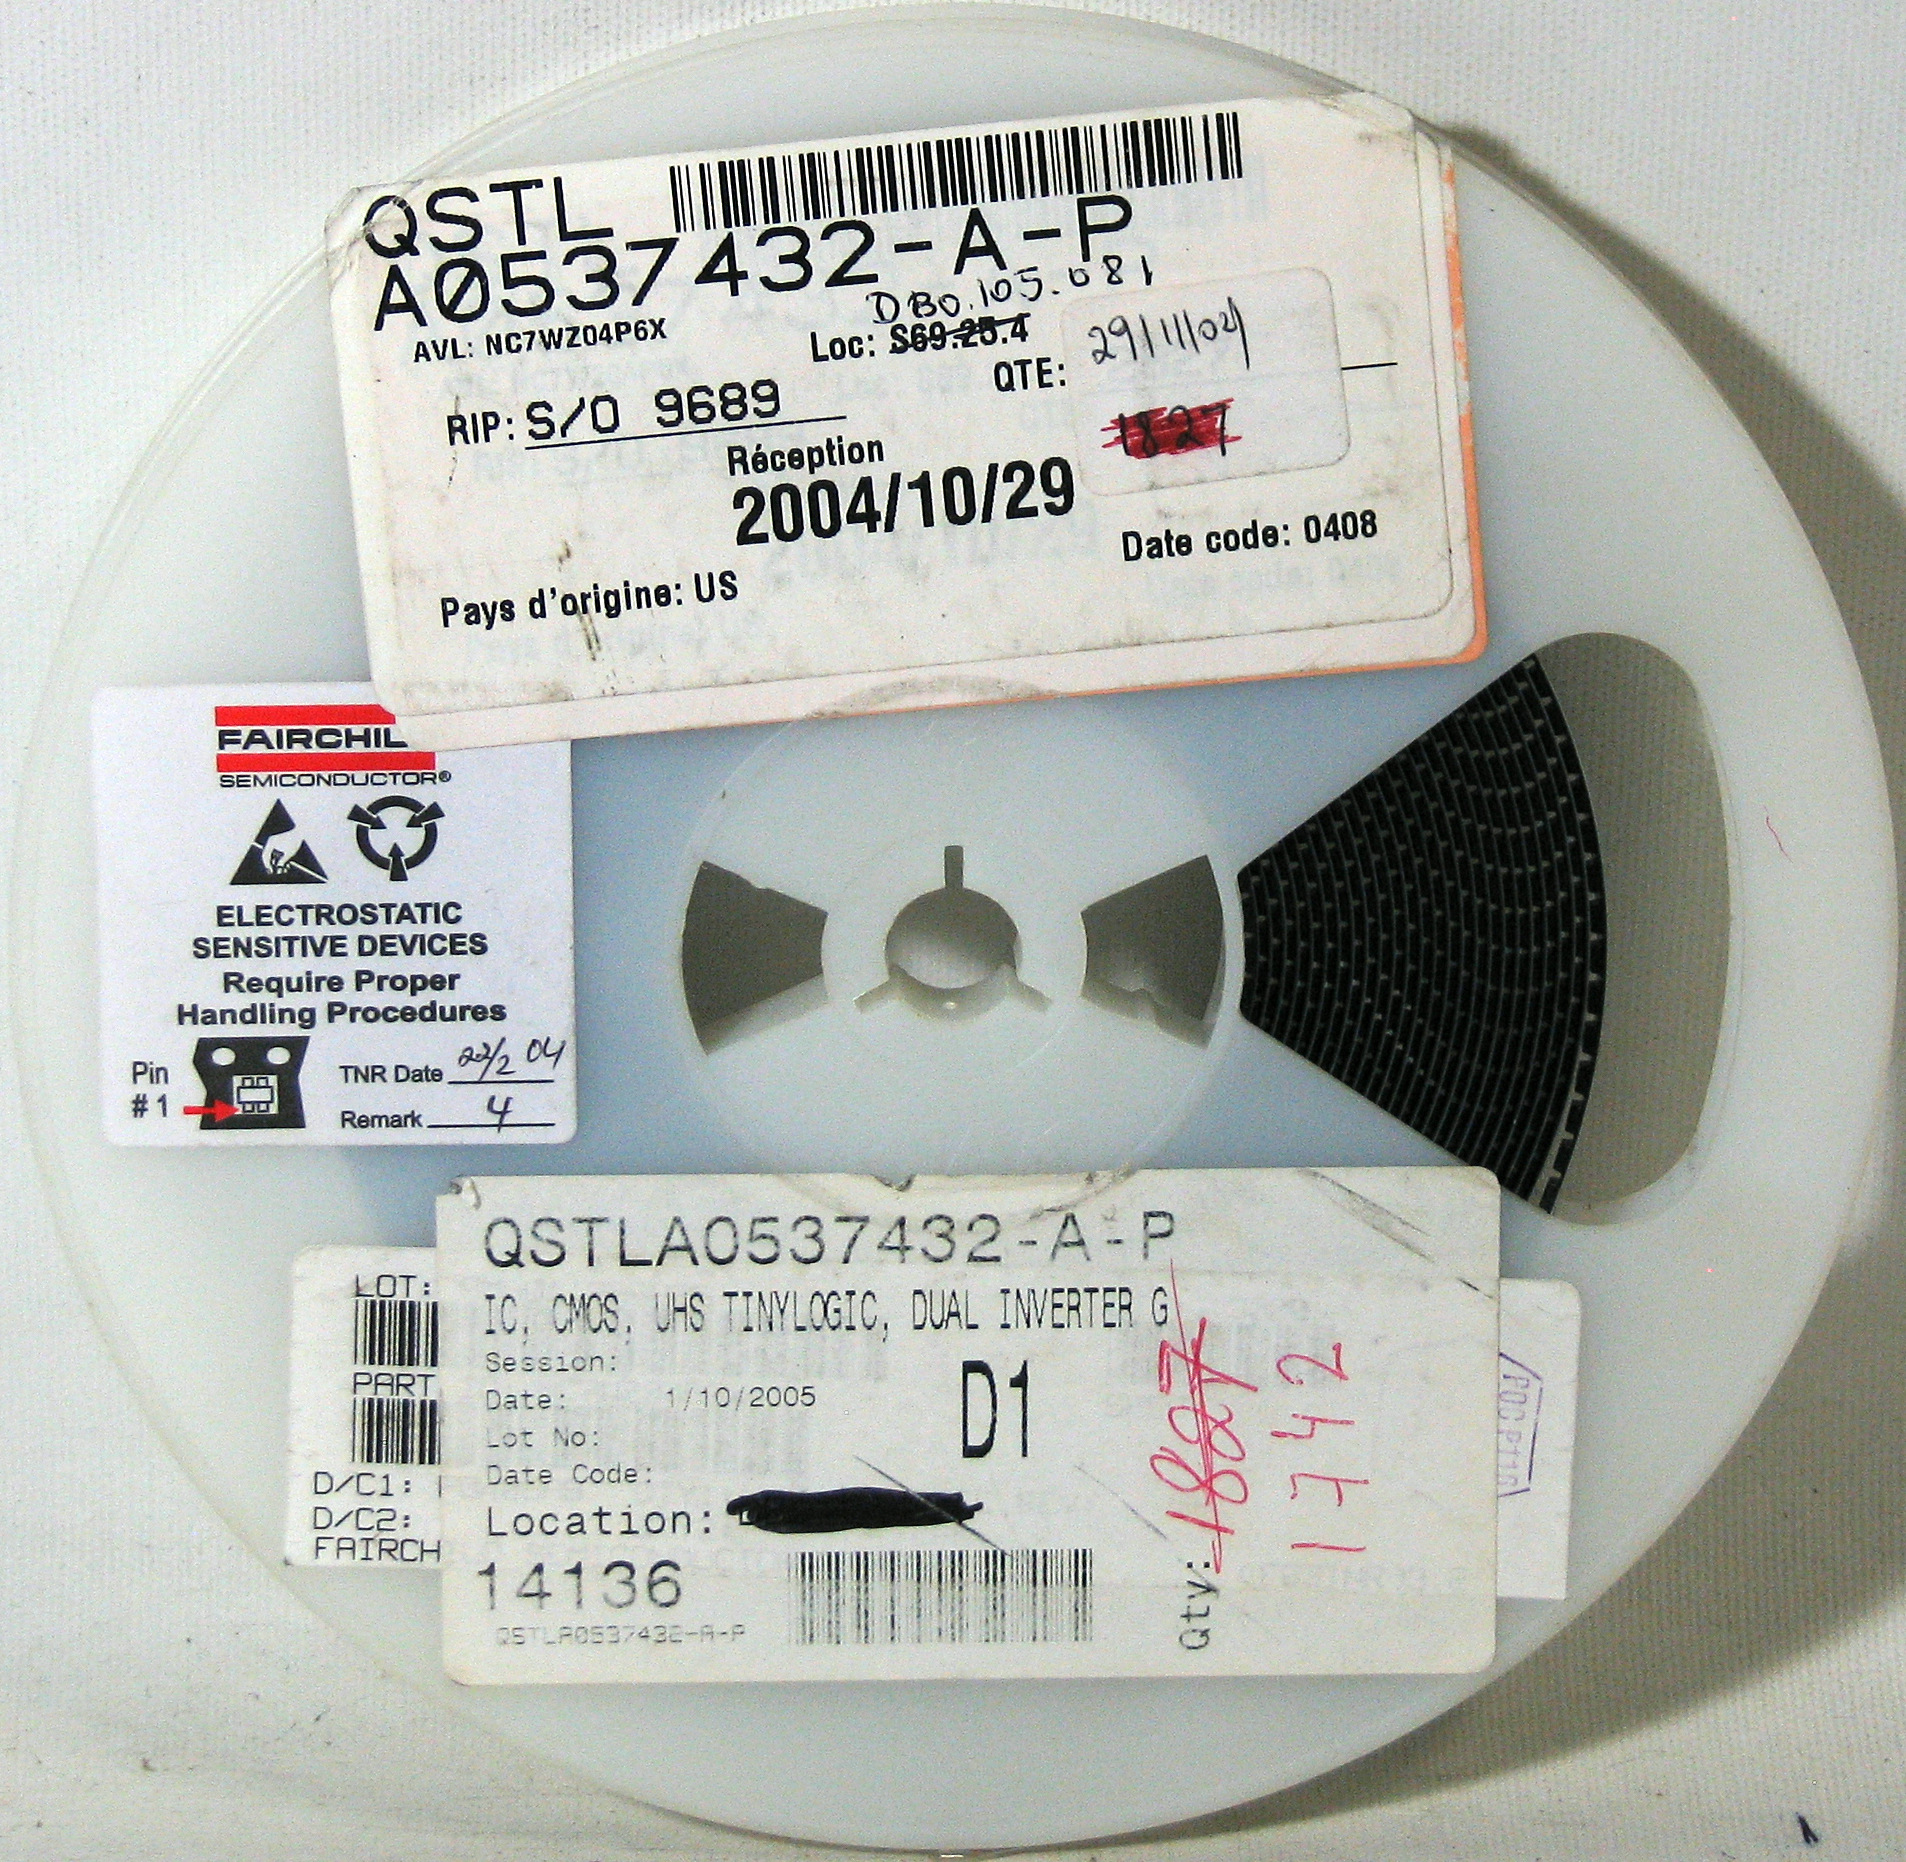 QSTL
A0537432-A-P
DB0.105.081
AVL: NC7WZ04P6X
Loc: S69.25.4
29/11/04
QTE:
RIP: S/O 9689
1827
Réception
2004/10/29
Date code: 0408
Pays d'origine: US
FAIRCHIL
SEMICONDUCTOR®
ELECTROSTATIC
SENSITIVE DEVICES
Require Proper
Handling Procedures
Pin
#1
TNR Date 22/2 04
Remark 4
LOT:
PART
D/C1:
D/C2:
FAIRCH
QSTLA0537432-A-P
IC, CMOS, UHS TINYLOGIC, DUAL INVERTER G
Session:
Date: 1/10/2005
D1
Lot No:
Date Code:
Location:
14136
QSTLA0537432-A-P
Qty: 1827
1742